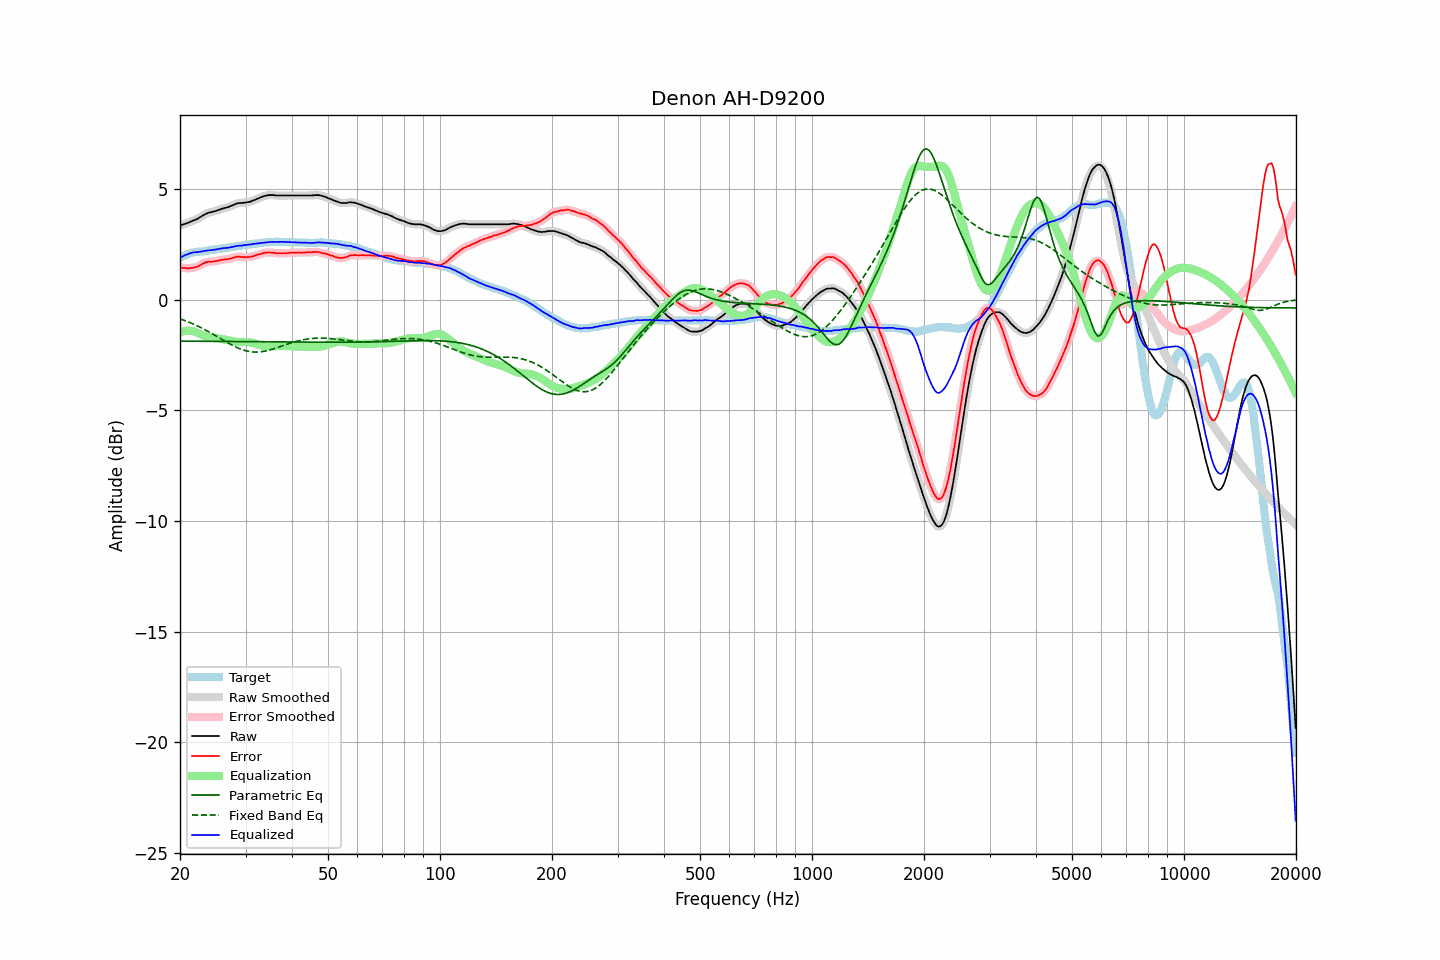 Denon AH-D9200
5
0
−5
−10
−15
−20
−25
Amplitude (dBr)
Target
Raw Smoothed
Error Smoothed
Raw
Error
Equalization
Parametric Eq
Fixed Band Eq
Equalized
20 50 100 200 500 1000 2000 5000 10000 20000
Frequency (Hz)